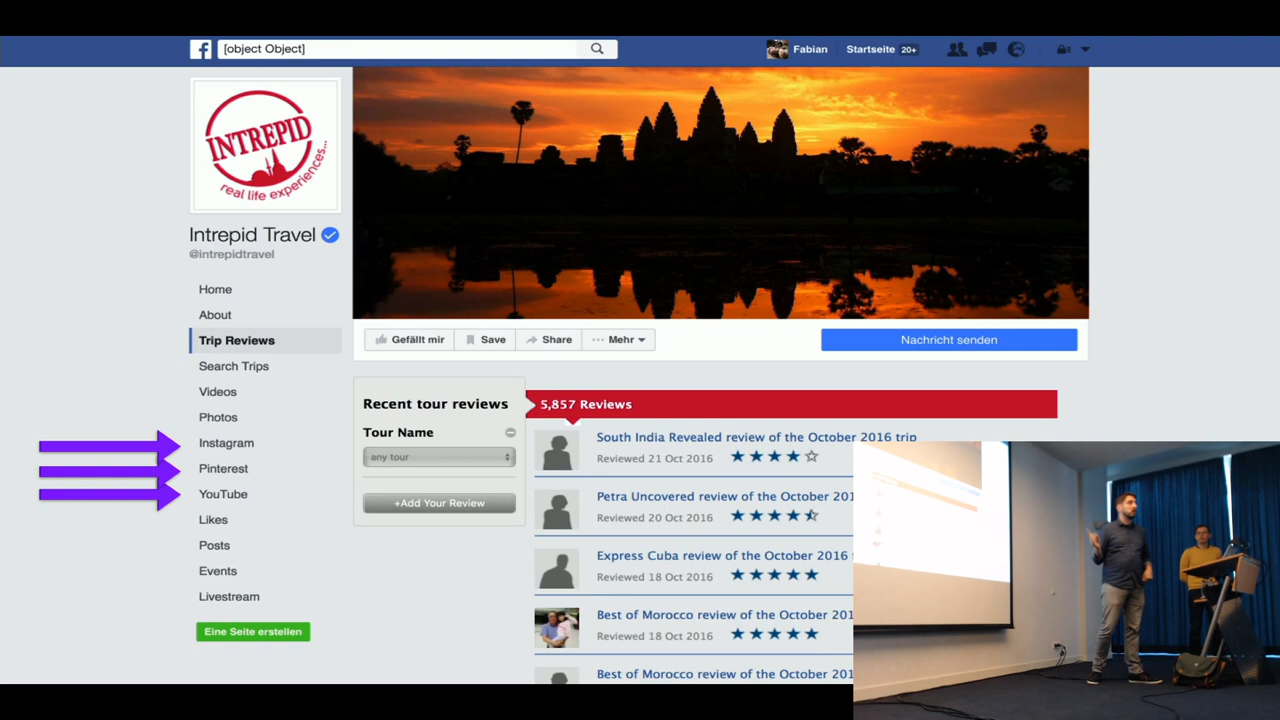 [object Object]
Fabian
Startseite 20+
INTREPID
real life experiences...
Intrepid Travel
@intrepidtravel
Home
About
Trip Reviews
Search Trips
Videos
Photos
Instagram
Pinterest
YouTube
Likes
Posts
Events
Livestream
Eine Seite erstellen
Gefällt mir
Save
Share
Mehr
Nachricht senden
Recent tour reviews
Tour Name
any tour
+Add Your Review
5,857 Reviews
South India Revealed review of the October 2016 trip
Reviewed 21 Oct 2016
Petra Uncovered review of the October 201
Reviewed 20 Oct 2016
Express Cuba review of the October 2016
Reviewed 18 Oct 2016
Best of Morocco review of the October 201
Reviewed 18 Oct 2016
Best of Morocco review of the October 201